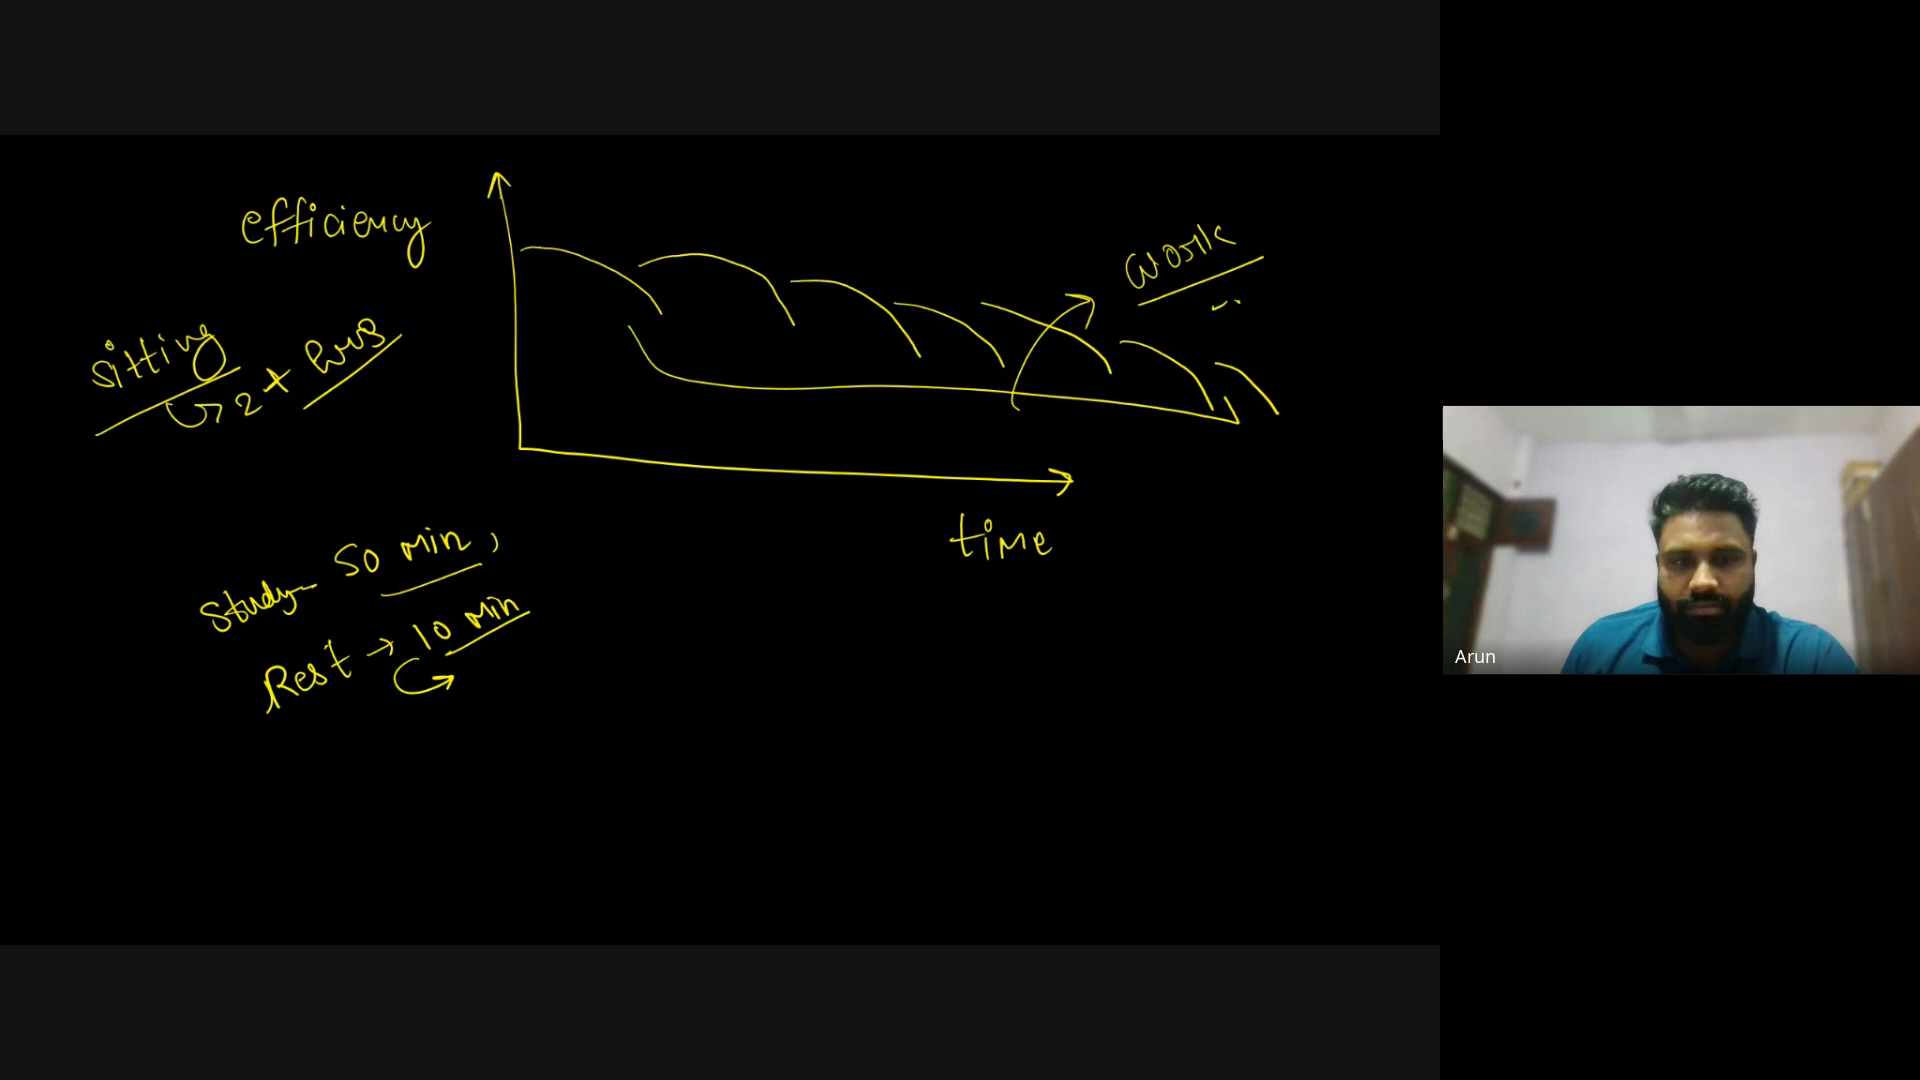 efficiency
work
sitting
2+ hrs
time
Study - 50 min,
Rest → 10 min
Arun